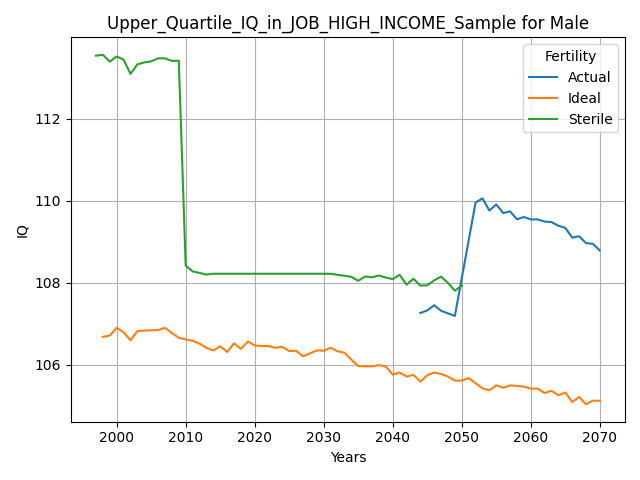 Upper_Quartile_IQ_in_JOB_HIGH_INCOME_Sample for Male
Fertility
Actual
Ideal
Sterile
IQ
112
110
108
106
2000 2010 2020 2030 2040 2050 2060 2070
Years